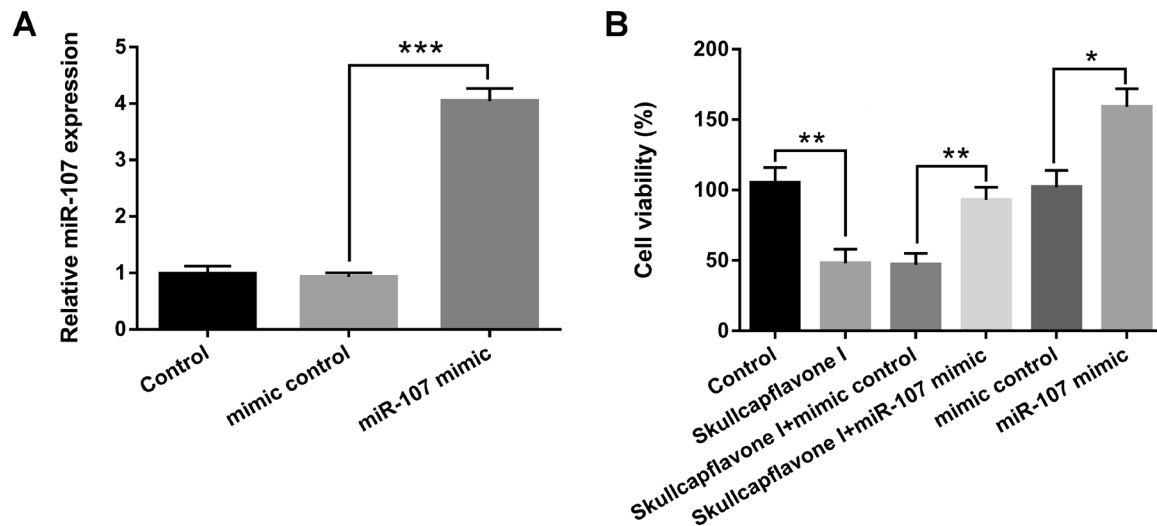 A
Relative miR-107 expression
5
4
3
2
1
0
***
Control
mimic control
miR-107 mimic
B
Cell viability (%)
200
150
100
50
0
**
**
*
Control
Skullcapflavone I
Skullcapflavone I+mimic control
Skullcapflavone I+miR-107 mimic
mimic control
miR-107 mimic